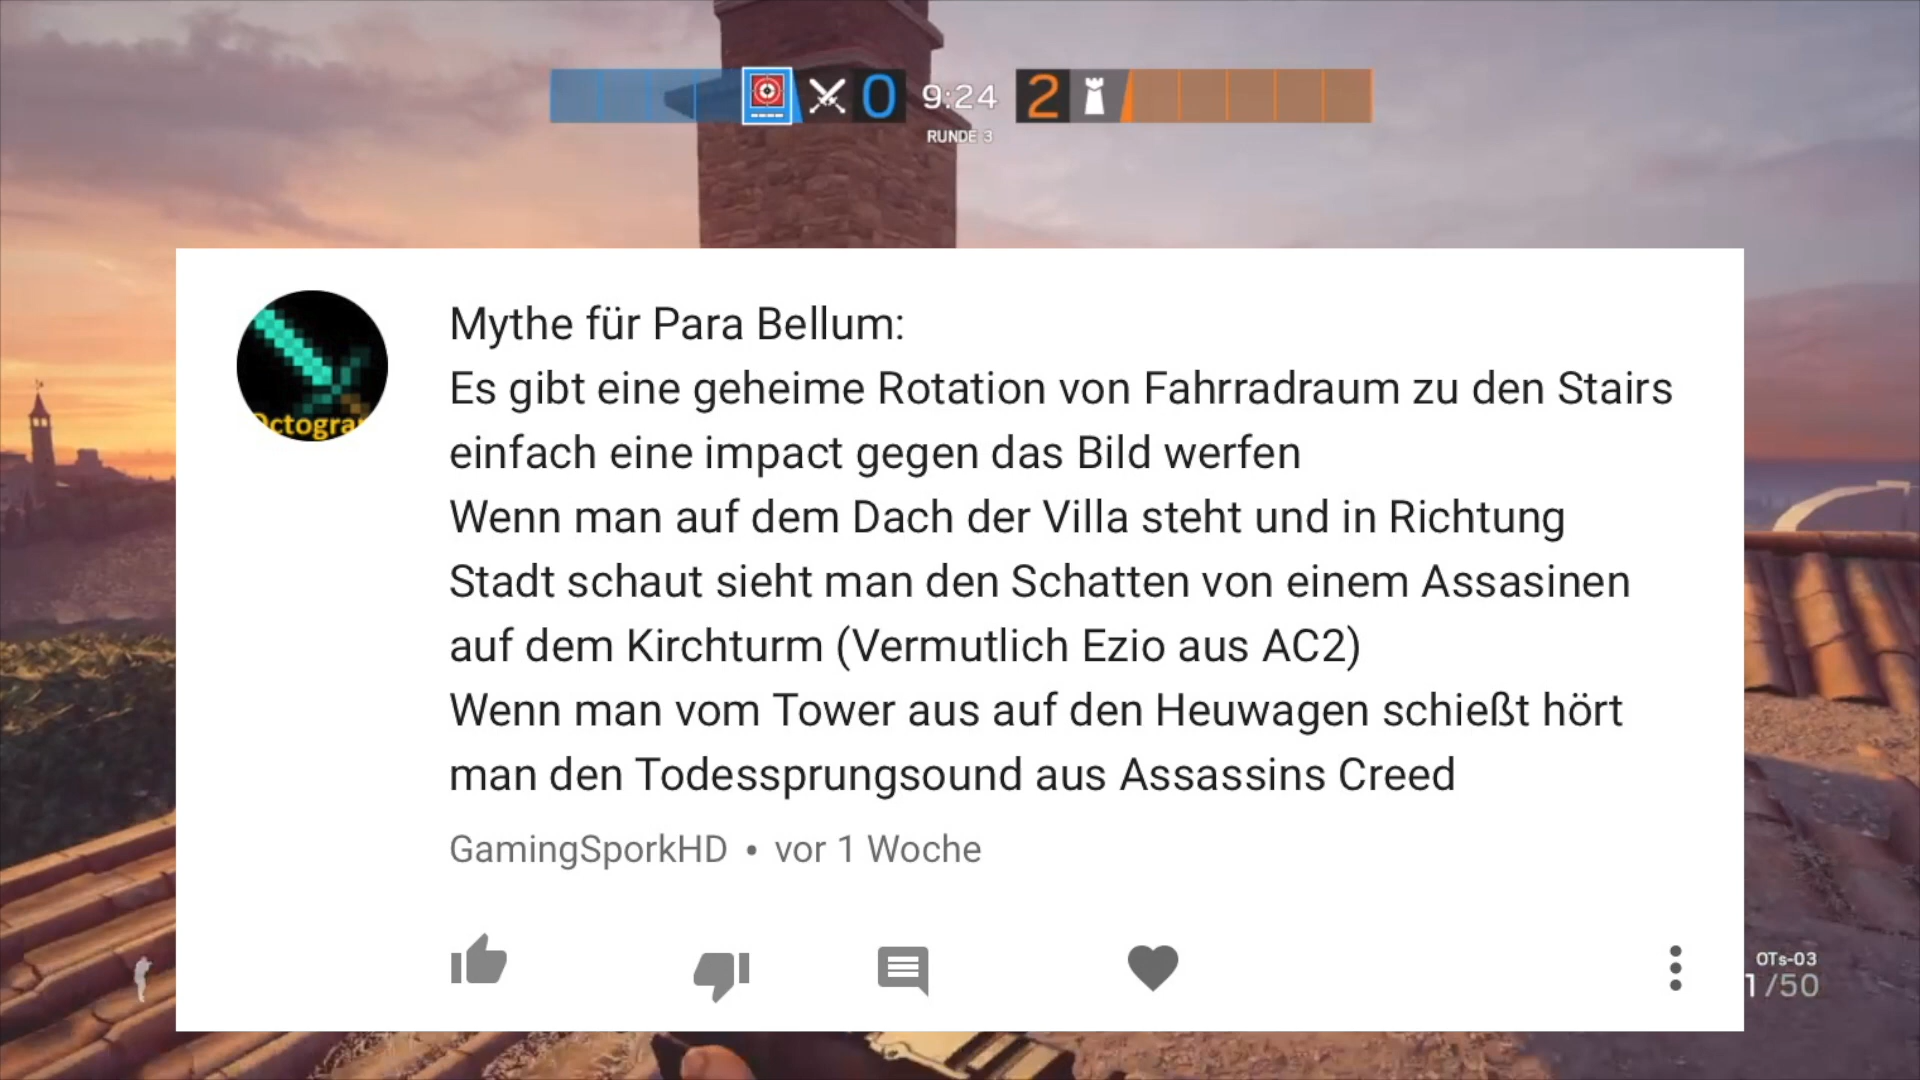 0 9:24 2
RUNDE 3
Mythe für Para Bellum:
Es gibt eine geheime Rotation von Fahrradraum zu den Stairs
einfach eine impact gegen das Bild werfen
Wenn man auf dem Dach der Villa steht und in Richtung
Stadt schaut sieht man den Schatten von einem Assasinen
auf dem Kirchturm (Vermutlich Ezio aus AC2)
Wenn man vom Tower aus auf den Heuwagen schießt hört
man den Todessprungsound aus Assassins Creed
GamingSporkHD • vor 1 Woche
OTs-03
1/50